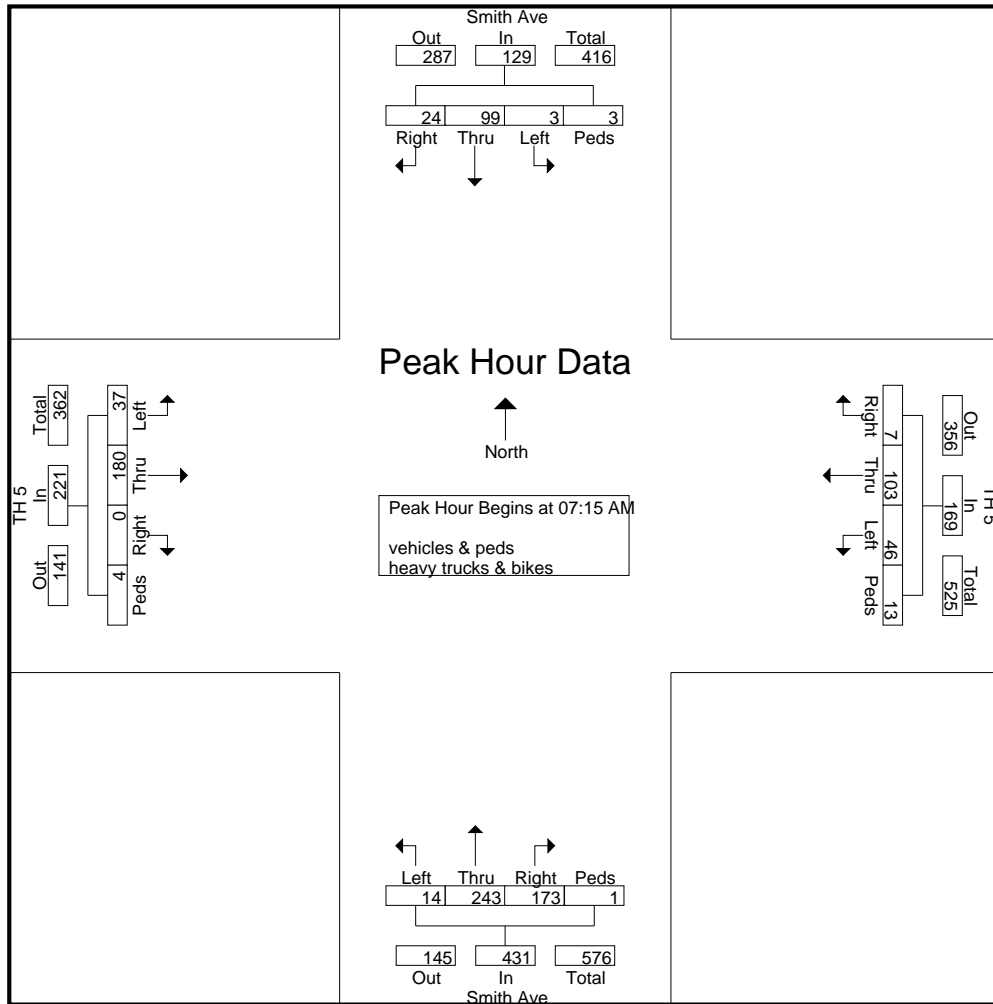 Smith Ave
Out In Total
287 129 416
24 99 3 3
Right Thru Left Peds
Peak Hour Data
North
Peak Hour Begins at 07:15 AM
vehicles & peds
heavy trucks & bikes
TH 5
Out In Total
141 221 362
37 180 0 4
Left Thru Right Peds
Right Thru Left Peds
7 103 46 13
Out In Total
356 169 525
TH 5
Left Thru Right Peds
14 243 173 1
145 431 576
Out In Total
Smith Ave